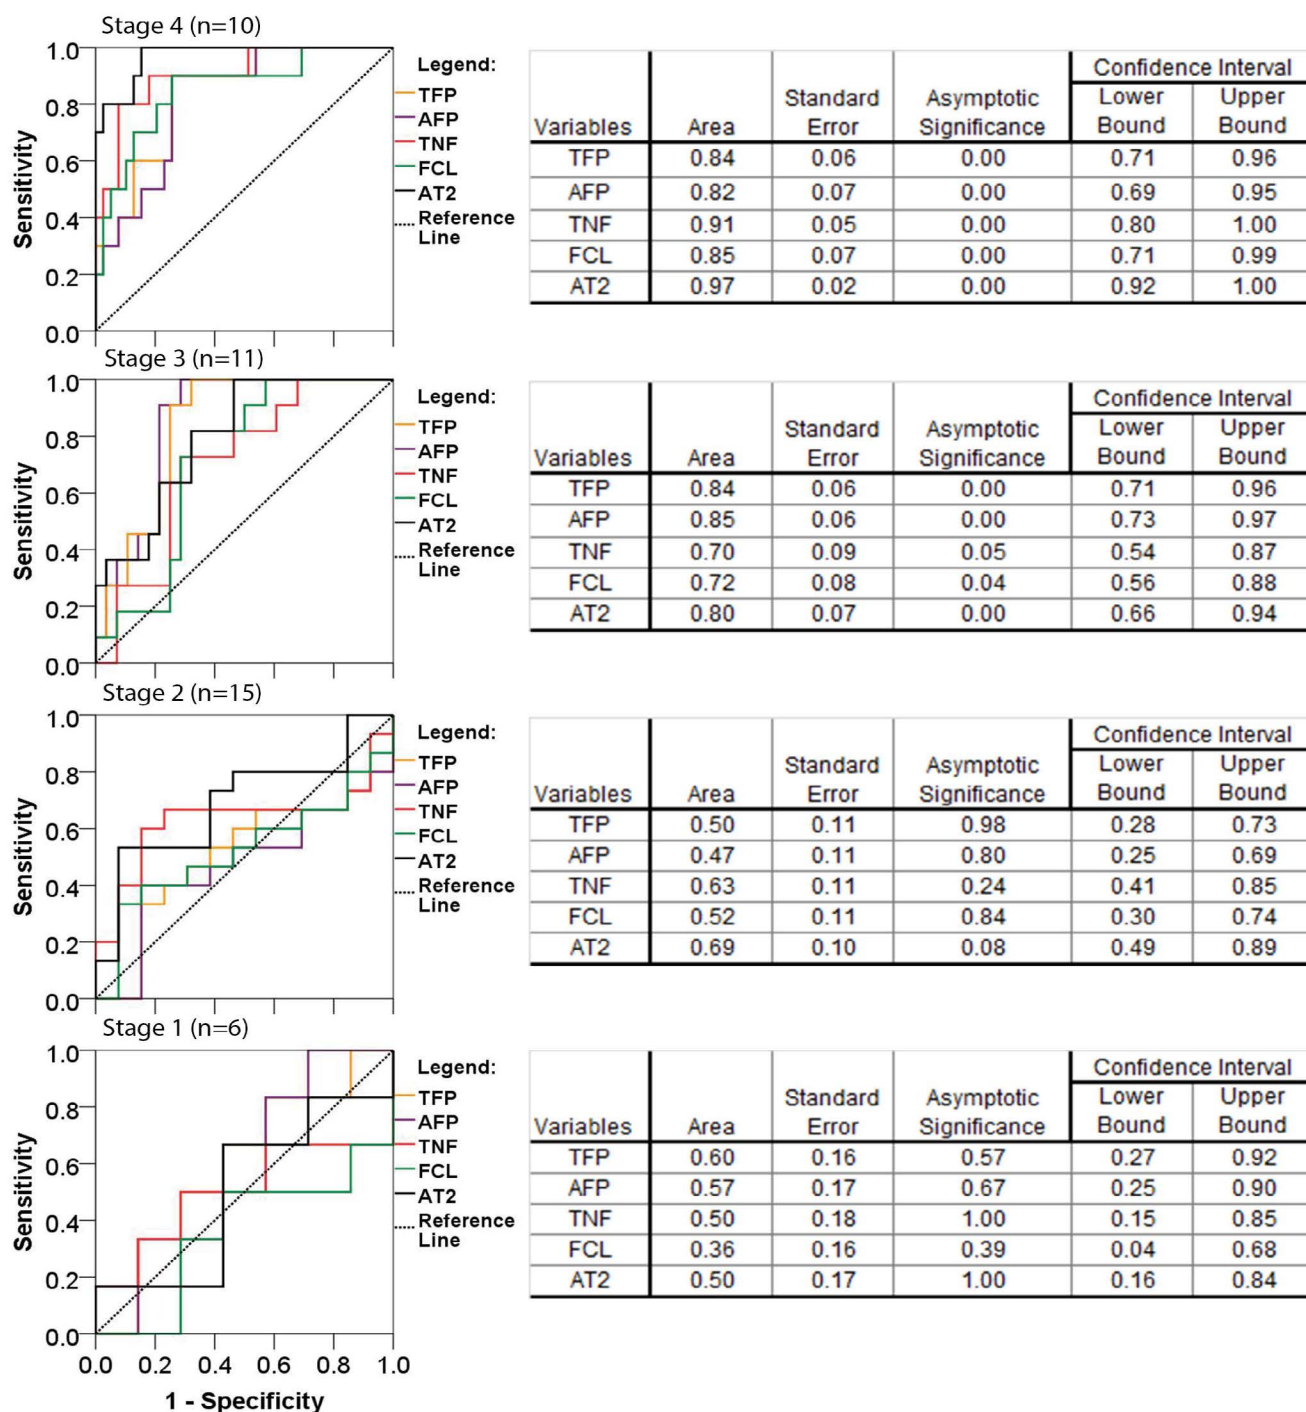 Stage 4 (n=10)
1.0
0.8
0.6
0.4
0.2
0.0
Sensitivity
Legend:
TFP
AFP
TNF
FCL
AT2
Reference
Line
Confidence Interval
Standard Asymptotic Lower Upper
Variables Area Error Significance Bound Bound
TFP 0.84 0.06 0.00 0.71 0.96
AFP 0.82 0.07 0.00 0.69 0.95
TNF 0.91 0.05 0.00 0.80 1.00
FCL 0.85 0.07 0.00 0.71 0.99
AT2 0.97 0.02 0.00 0.92 1.00
Stage 3 (n=11)
1.0
0.8
0.6
0.4
0.2
0.0
Sensitivity
Legend:
TFP
AFP
TNF
FCL
AT2
Reference
Line
Confidence Interval
Standard Asymptotic Lower Upper
Variables Area Error Significance Bound Bound
TFP 0.84 0.06 0.00 0.71 0.96
AFP 0.85 0.06 0.00 0.73 0.97
TNF 0.70 0.09 0.05 0.54 0.87
FCL 0.72 0.08 0.04 0.56 0.88
AT2 0.80 0.07 0.00 0.66 0.94
Stage 2 (n=15)
1.0
0.8
0.6
0.4
0.2
0.0
Sensitivity
Legend:
TFP
AFP
TNF
FCL
AT2
Reference
Line
Confidence Interval
Standard Asymptotic Lower Upper
Variables Area Error Significance Bound Bound
TFP 0.50 0.11 0.98 0.28 0.73
AFP 0.47 0.11 0.80 0.25 0.69
TNF 0.63 0.11 0.24 0.41 0.85
FCL 0.52 0.11 0.84 0.30 0.74
AT2 0.69 0.10 0.08 0.49 0.89
Stage 1 (n=6)
1.0
0.8
0.6
0.4
0.2
0.0
Sensitivity
0.0 0.2 0.4 0.6 0.8 1.0
1 - Specificity
Legend:
TFP
AFP
TNF
FCL
AT2
Reference
Line
Confidence Interval
Standard Asymptotic Lower Upper
Variables Area Error Significance Bound Bound
TFP 0.60 0.16 0.57 0.27 0.92
AFP 0.57 0.17 0.67 0.25 0.90
TNF 0.50 0.18 1.00 0.15 0.85
FCL 0.36 0.16 0.39 0.04 0.68
AT2 0.50 0.17 1.00 0.16 0.84